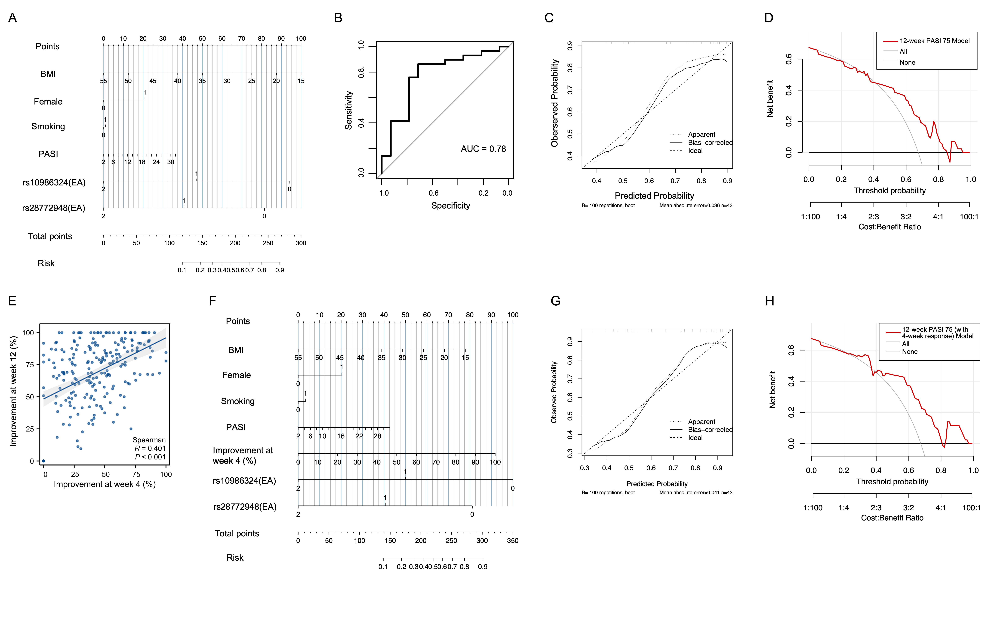 A
Points
0 10 20 30 40 50 60 70 80 90 100
BMI
55 50 45 40 35 30 25 20 15
Female
1
0
Smoking
1
0
PASI
2 6 12 18 24 30
rs10986324(EA)
1
2 0
rs28772948(EA)
1
2 0
Total points
0 50 100 150 200 250 300
Risk
0.1 0.2 0.3 0.4 0.5 0.6 0.7 0.8 0.9
B
Sensitivity
0.0 0.4 0.8. 1.0
AUC = 0.78
1.0 0.6 0.2 0.0
Specificity
C
Oberserved Probability
0.4 0.5 0.6 0.7 0.8 0.9
Apparent
Bias−corrected
Ideal
0.4 0.5 0.6 0.7 0.8 0.9
Predicted Probability
B= 100 repetitions, boot Mean absolute error=0.036 n=43
D
12-week PASI 75 Model
All
None
Net benefit
0.0 0.2 0.4 0.6
0.0 0.2 0.4 0.6 0.8 1.0
Threshold probability
1:100 1:4 2:3 3:2 4:1 100:1
Cost:Benefit Ratio
E
Improvement at week 12 (%)
100
75
50
25
0
Spearman
R = 0.401
P < 0.001
0 25 50 75 100
Improvement at week 4 (%)
F
Points
0 10 20 30 40 50 60 70 80 90 100
BMI
55 50 45 40 35 30 25 20 15
Female
1
0
Smoking
1
0
PASI
2 6 10 16 22 28
Improvement at
week 4 (%)
0 10 20 30 40 50 60 70 80 90 100
rs10986324(EA)
1
2 0
rs28772948(EA)
1
2 0
Total points
0 50 100 150 200 250 300 350
Risk
0.1 0.2 0.3 0.4 0.5 0.6 0.7 0.8 0.9
G
Observed Probability
0.3 0.4 0.5 0.6 0.7 0.8 0.9
Apparent
Bias−corrected
Ideal
0.3 0.4 0.5 0.6 0.7 0.8 0.9
Predicted Probability
B= 100 repetitions, boot Mean absolute error=0.041 n=43
H
12-week PASI 75 (with
4-week response) Model
All
None
Net benefit
0.0 0.2 0.4 0.6
0.0 0.2 0.4 0.6 0.8 1.0
Threshold probability
1:100 1:4 2:3 3:2 4:1 100:1
Cost:Benefit Ratio